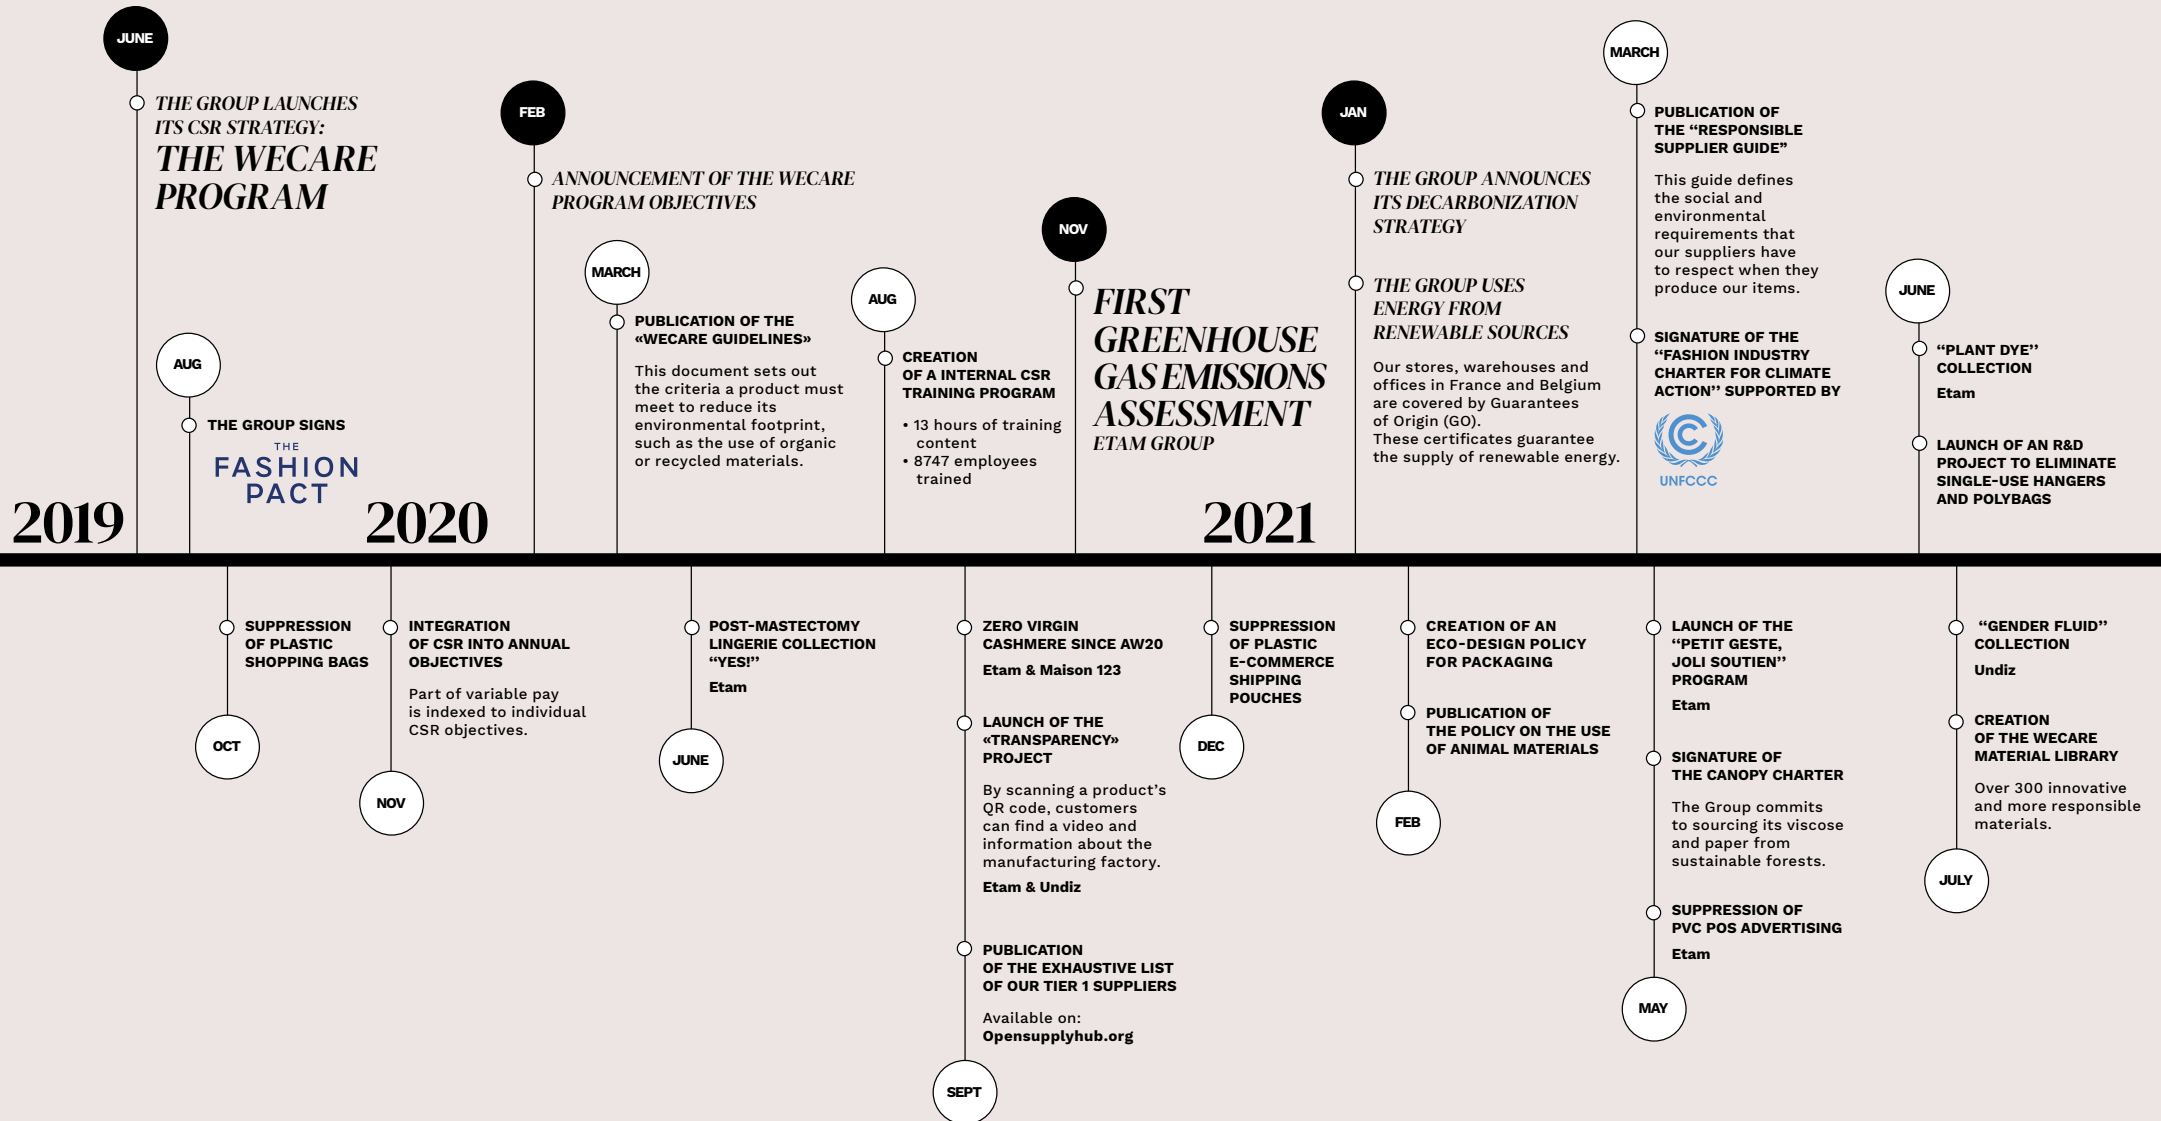 JUNE
THE GROUP LAUNCHES
ITS CSR STRATEGY:
THE WECARE
PROGRAM
AUG
THE GROUP SIGNS
THE
FASHION
PACT
2019
OCT
SUPPRESSION
OF PLASTIC
SHOPPING BAGS
NOV
INTEGRATION
OF CSR INTO ANNUAL
OBJECTIVES
Part of variable pay
is indexed to individual
CSR objectives.
2020
FEB
ANNOUNCEMENT OF THE WECARE
PROGRAM OBJECTIVES
MARCH
PUBLICATION OF THE
«WECARE GUIDELINES»
This document sets out
the criteria a product must
meet to reduce its
environmental footprint,
such as the use of organic
or recycled materials.
JUNE
POST-MASTECTOMY
LINGERIE COLLECTION
“YES!”
Etam
AUG
CREATION
OF A INTERNAL CSR
TRAINING PROGRAM
• 13 hours of training
content
• 8747 employees
trained
SEPT
ZERO VIRGIN
CASHMERE SINCE AW20
Etam & Maison 123
LAUNCH OF THE
«TRANSPARENCY»
PROJECT
By scanning a product’s
QR code, customers
can find a video and
information about the
manufacturing factory.
Etam & Undiz
PUBLICATION
OF THE EXHAUSTIVE LIST
OF OUR TIER 1 SUPPLIERS
Available on:
Opensupplyhub.org
NOV
FIRST
GREENHOUSE
GAS EMISSIONS
ASSESSMENT
ETAM GROUP
DEC
SUPPRESSION
OF PLASTIC
E-COMMERCE
SHIPPING
POUCHES
2021
JAN
THE GROUP ANNOUNCES
ITS DECARBONIZATION
STRATEGY
THE GROUP USES
ENERGY FROM
RENEWABLE SOURCES
Our stores, warehouses and
offices in France and Belgium
are covered by Guarantees
of Origin (GO).
These certificates guarantee
the supply of renewable energy.
FEB
CREATION OF AN
ECO-DESIGN POLICY
FOR PACKAGING
PUBLICATION OF
THE POLICY ON THE USE
OF ANIMAL MATERIALS
MARCH
PUBLICATION OF
THE “RESPONSIBLE
SUPPLIER GUIDE”
This guide defines
the social and
environmental
requirements that
our suppliers have
to respect when they
produce our items.
SIGNATURE OF THE
“FASHION INDUSTRY
CHARTER FOR CLIMATE
ACTION” SUPPORTED BY
UNFCCC
MAY
LAUNCH OF THE
“PETIT GESTE,
JOLI SOUTIEN”
PROGRAM
Etam
SIGNATURE OF
THE CANOPY CHARTER
The Group commits
to sourcing its viscose
and paper from
sustainable forests.
SUPPRESSION OF
PVC POS ADVERTISING
Etam
JUNE
“PLANT DYE”
COLLECTION
Etam
LAUNCH OF AN R&D
PROJECT TO ELIMINATE
SINGLE-USE HANGERS
AND POLYBAGS
JULY
“GENDER FLUID”
COLLECTION
Undiz
CREATION
OF THE WECARE
MATERIAL LIBRARY
Over 300 innovative
and more responsible
materials.